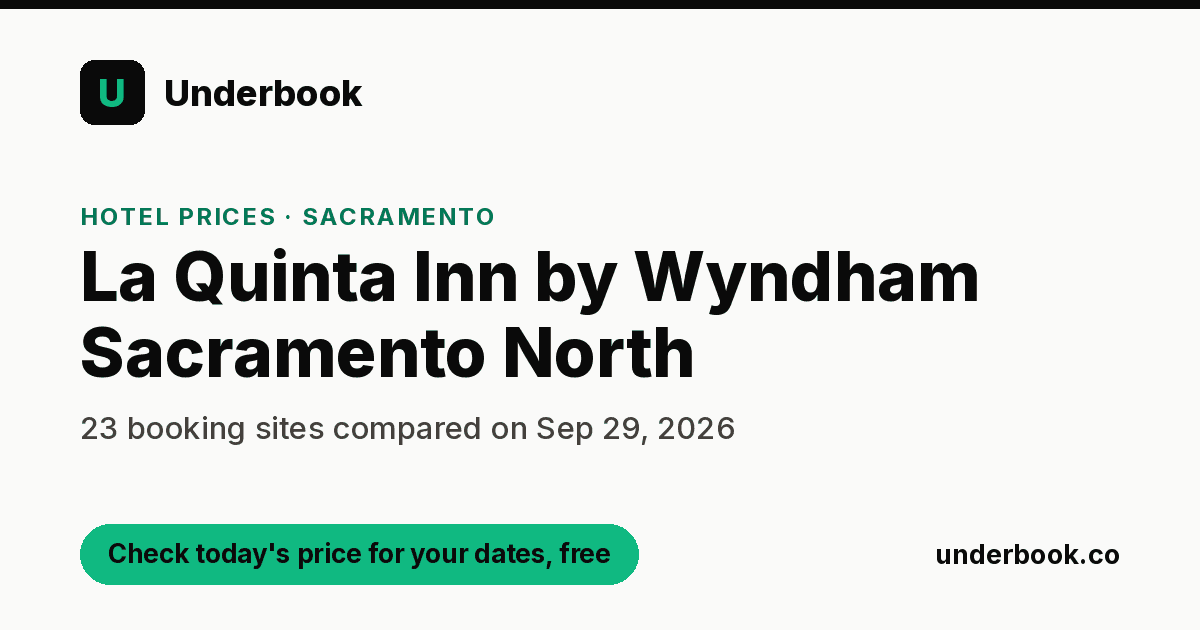 U Underbook
HOTEL PRICES · SACRAMENTO
La Quinta Inn by Wyndham
Sacramento North
23 booking sites compared on Sep 29, 2026
Check today's price for your dates, free
underbook.co